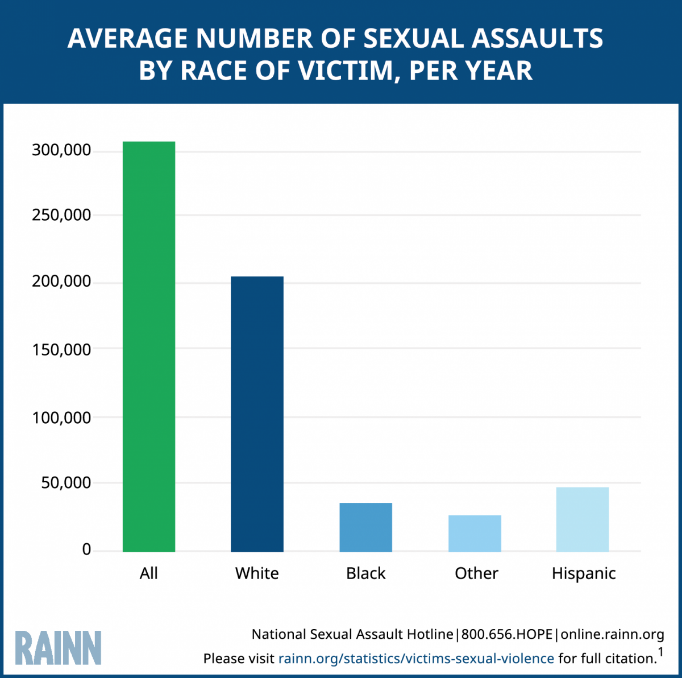 AVERAGE NUMBER OF SEXUAL ASSAULTS
BY RACE OF VICTIM, PER YEAR
300,000
250,000
200,000
150,000
100,000
50,000
0
All White Black Other Hispanic
RAINN
National Sexual Assault Hotline|800.656.HOPE|online.rainn.org
Please visit rainn.org/statistics/victims-sexual-violence for full citation.1